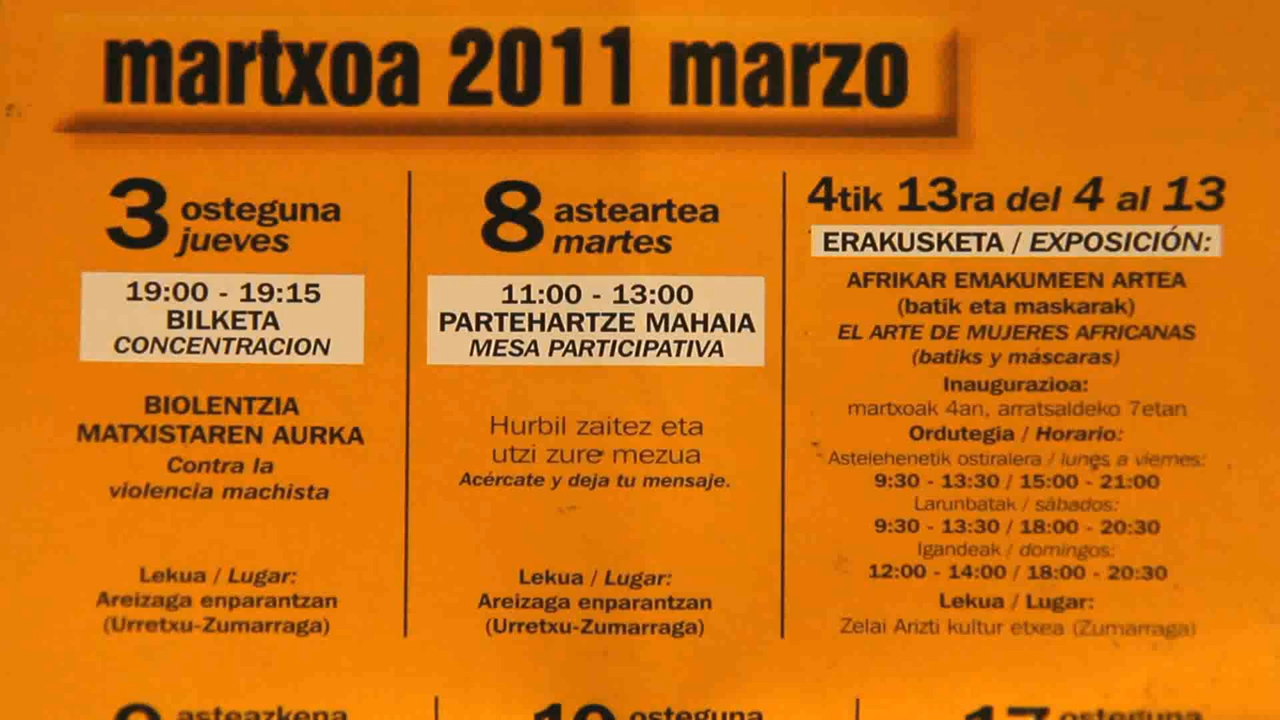 martxoa 2011 marzo
3 osteguna
jueves
19:00 - 19:15
BILKETA
CONCENTRACION
BIOLENTZIA
MATXISTAREN AURKA
Contra la
violencia machista
Lekua / Lugar:
Areizaga enparantzan
(Urretxu-Zumarraga)
8 asteartea
martes
11:00 - 13:00
PARTEHARTZE MAHAIA
MESA PARTICIPATIVA
Hurbil zaitez eta
utzi zure mezua
Acércate y deja tu mensaje.
Lekua / Lugar:
Areizaga enparantzan
(Urretxu-Zumarraga)
4tik 13ra del 4 al 13
ERAKUSKETA / EXPOSICIÓN:
AFRIKAR EMAKUMEEN ARTEA
(batik eta maskarak)
EL ARTE DE MUJERES AFRICANAS
(batiks y máscaras)
Inaugurazioa:
martxoak 4an, arratsaldeko 7etan
Ordutegia / Horario:
Astelehenetik ostiralera / lunes a viernes:
9:30 - 13:30 / 15:00 - 21:00
Larunbatak / sábados:
9:30 - 13:30 / 18:00 - 20:30
Igandeak / domingos:
12:00 - 14:00 / 18:00 - 20:30
Lekua / Lugar:
Zelai Arizti kultur etxea (Zumarraga)
asteazkena
osteguna
17 osteguna